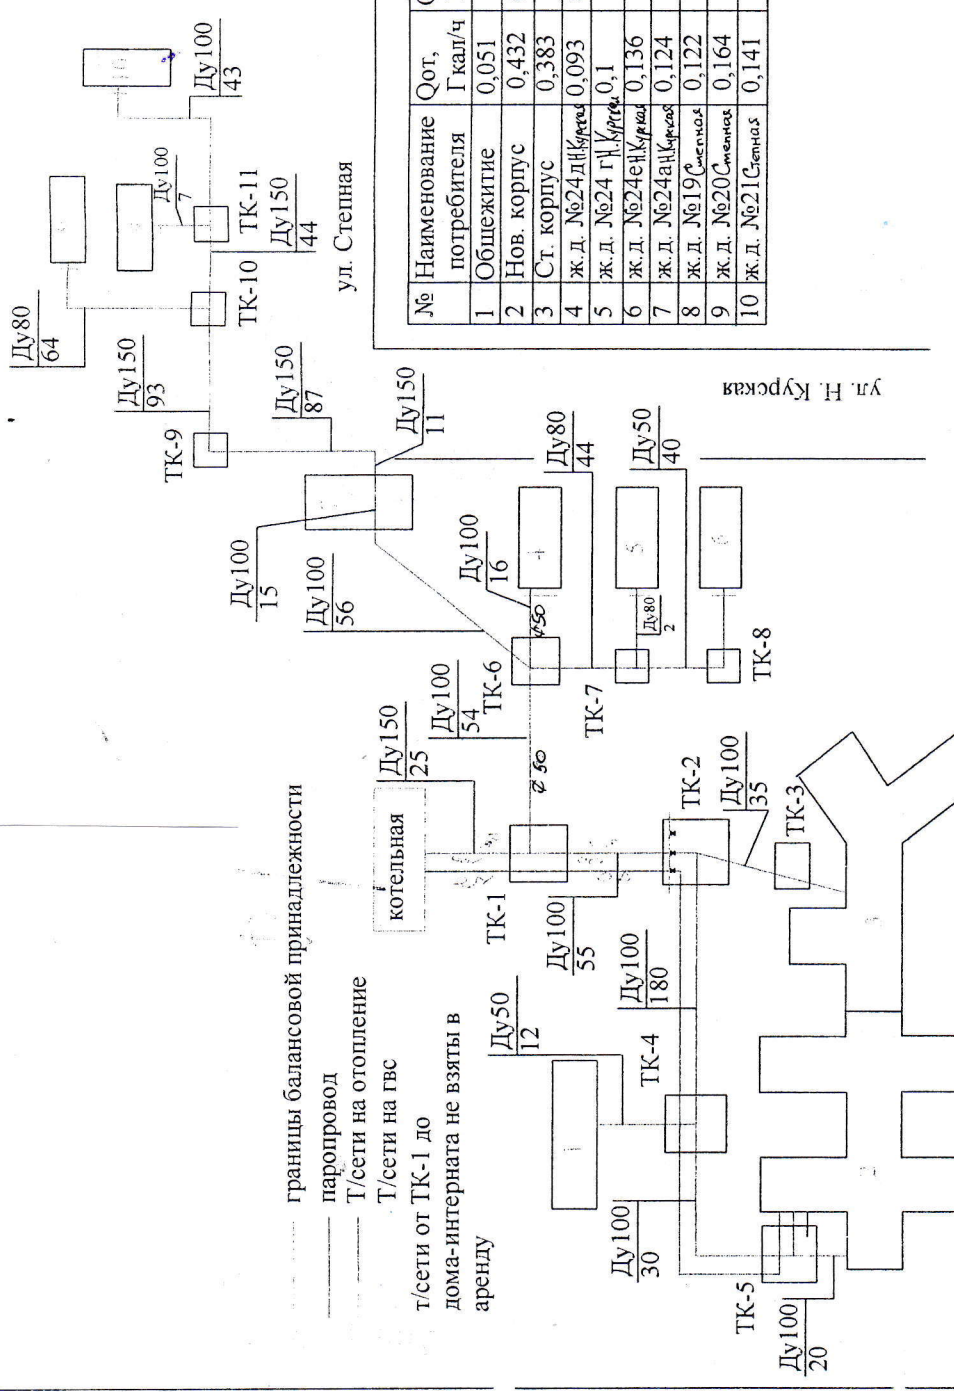 границы балансовой принадлежности
паропровод
Т/сети на отопление
Т/сети на гвс
т/сети от ТК-1 до
дома-интерната не взяты в
аренду
котельная
Ду150
25
ТК-1
Ду100
54
ТК-6
Ду100
55
ТК-2
Ду100
35
ТК-3
Ду100
180
Ду50
12
ТК-4
Ду100
30
ТК-5
Ду100
20
1
2
3
ф50
ф50
Ду100
16
4
Ду80
44
ТК-7
Ду80
2
5
Ду50
40
ТК-8
6
Ду100
56
Ду100
15
Ду150
11
Ду150
87
ТК-9
Ду150
93
Ду80
64
ТК-10
Ду150
44
ТК-11
Ду100
7
Ду100
43
10
ул. Степная
ул. Н. Курская
№ Наименование потребителя Qот, Гкал/ч
1 Общежитие 0,051
2 Нов. корпус 0,432
3 Ст. корпус 0,383
4 ж.д. №24д Н.Курская 0,093
5 ж.д. №24 г Н.Курская 0,1
6 ж.д. №24е Н.Курская 0,136
7 ж.д. №24а Н.Курская 0,124
8 ж.д. №19 Степная 0,122
9 ж.д. №20 Степная 0,164
10 ж.д. №21 Степная 0,141